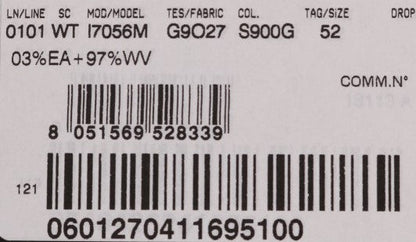 LN/LINE SC MOD/MODEL TES/FABRIC COL. TAG/SIZE DROP
0101 WT I7056M G9O27 S900G 52
03%EA+97%WV
COMM.N°
8 051569 528339
121
0601270411695100